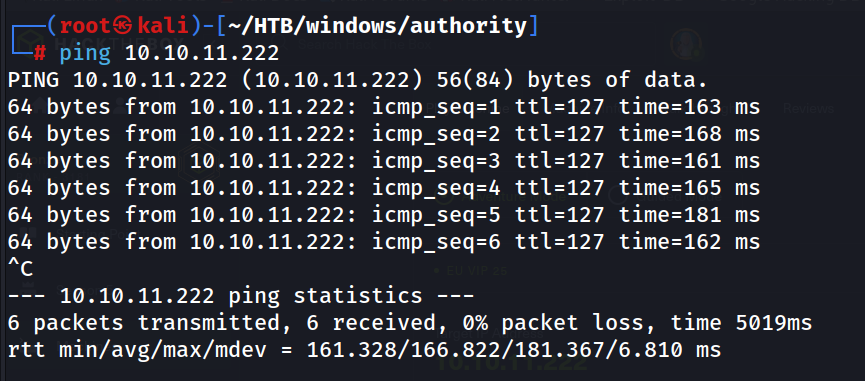 ┌──(root㉿kali)-[~/HTB/windows/authority]
└─# ping 10.10.11.222
PING 10.10.11.222 (10.10.11.222) 56(84) bytes of data.
64 bytes from 10.10.11.222: icmp_seq=1 ttl=127 time=163 ms
64 bytes from 10.10.11.222: icmp_seq=2 ttl=127 time=168 ms
64 bytes from 10.10.11.222: icmp_seq=3 ttl=127 time=161 ms
64 bytes from 10.10.11.222: icmp_seq=4 ttl=127 time=165 ms
64 bytes from 10.10.11.222: icmp_seq=5 ttl=127 time=181 ms
64 bytes from 10.10.11.222: icmp_seq=6 ttl=127 time=162 ms
^C
--- 10.10.11.222 ping statistics ---
6 packets transmitted, 6 received, 0% packet loss, time 5019ms
rtt min/avg/max/mdev = 161.328/166.822/181.367/6.810 ms